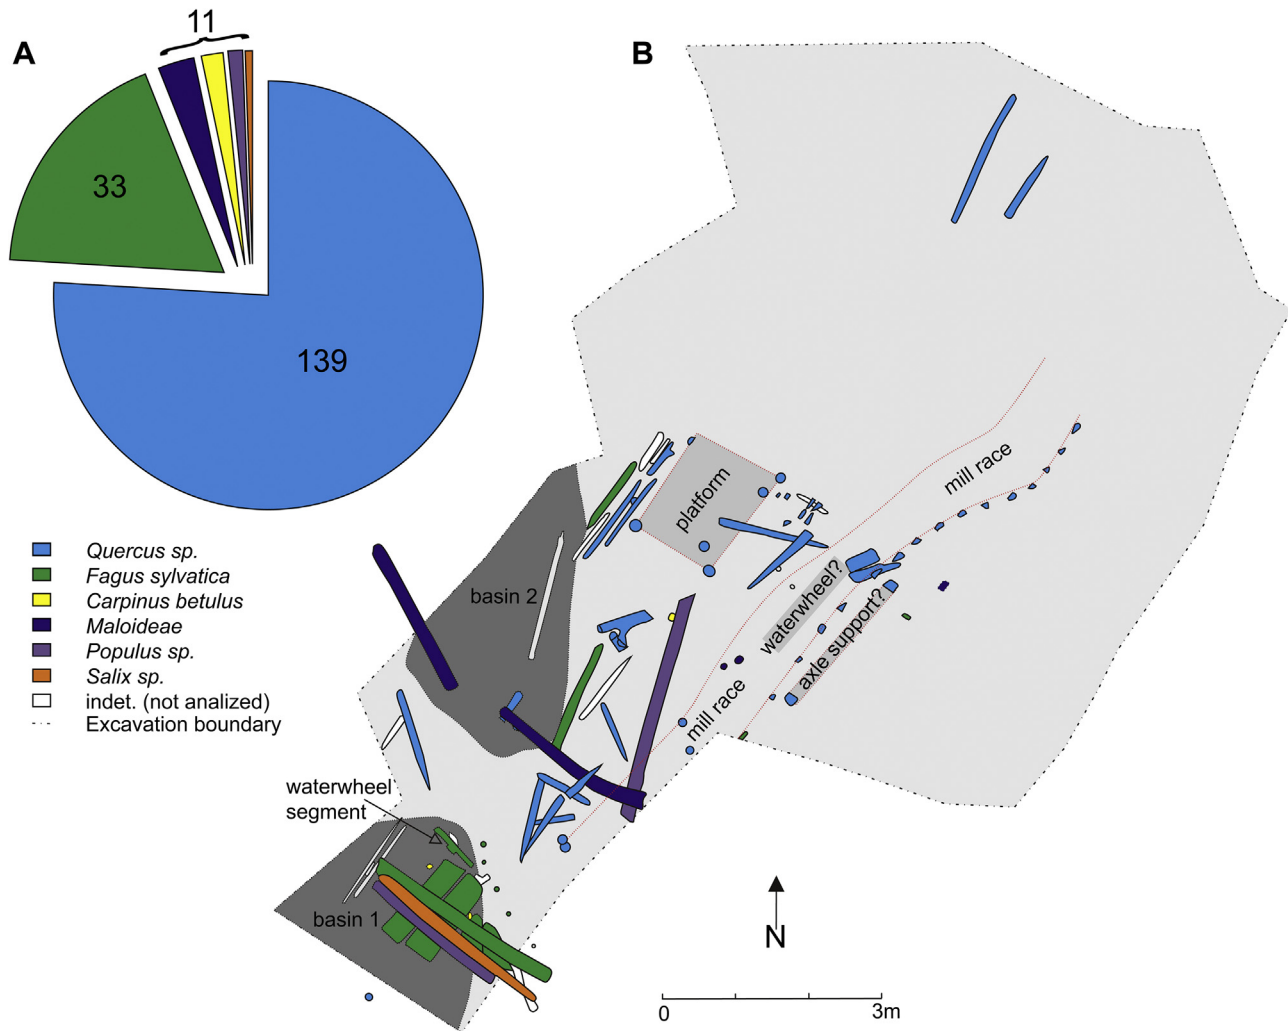 A
11
33
139
Quercus sp.
Fagus sylvatica
Carpinus betulus
Maloideae
Populus sp.
Salix sp.
indet. (not analized)
Excavation boundary
B
platform
mill race
waterwheel?
axle support?
mill race
basin 2
waterwheel
segment
basin 1
N
0
3m